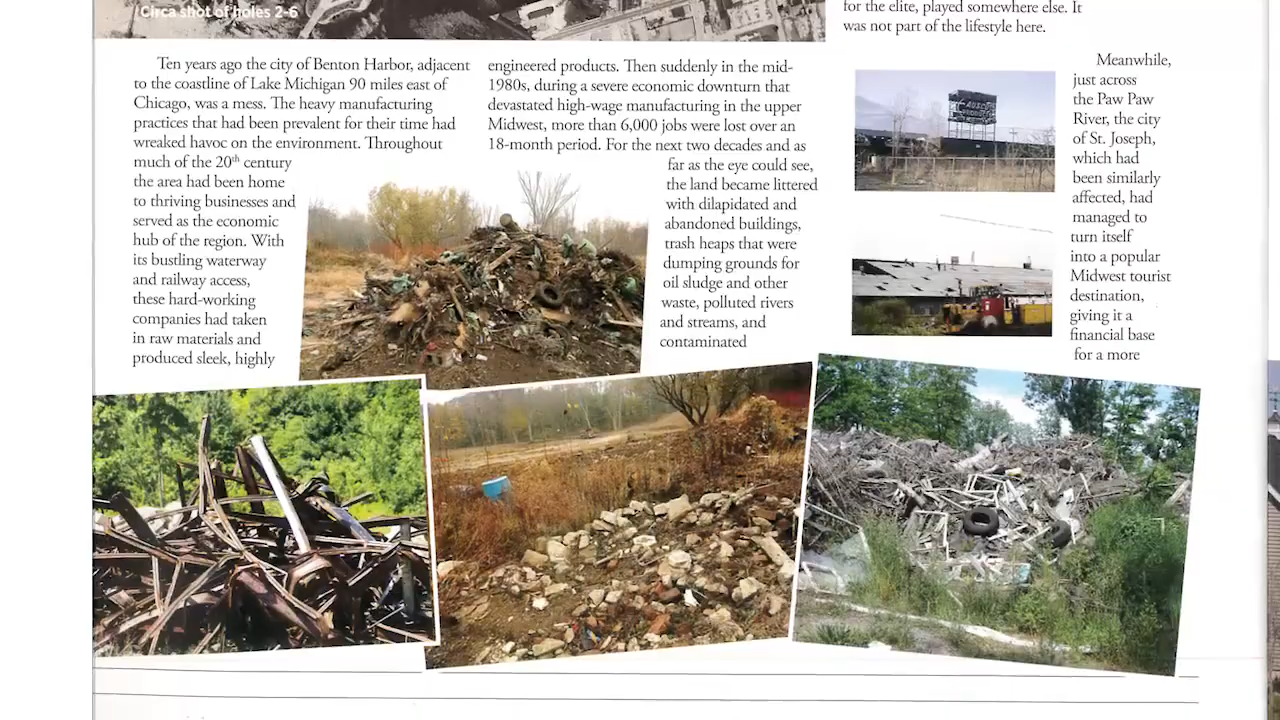 Circa shot of holes 2-6
Ten years ago the city of Benton Harbor, adjacent
to the coastline of Lake Michigan 90 miles east of
Chicago, was a mess. The heavy manufacturing
practices that had been prevalent for their time had
wreaked havoc on the environment. Throughout
much of the 20th century
the area had been home
to thriving businesses and
served as the economic
hub of the region. With
its bustling waterway
and railway access,
these hard-working
companies had taken
in raw materials and
produced sleek, highly
engineered products. Then suddenly in the mid-
1980s, during a severe economic downturn that
devastated high-wage manufacturing in the upper
Midwest, more than 6,000 jobs were lost over an
18-month period. For the next two decades and as
far as the eye could see,
the land became littered
with dilapidated and
abandoned buildings,
trash heaps that were
dumping grounds for
oil sludge and other
waste, polluted rivers
and streams, and
contaminated
for the elite, played somewhere else. It
was not part of the lifestyle here.
Meanwhile,
just across
the Paw Paw
River, the city
of St. Joseph,
which had
been similarly
affected, had
managed to
turn itself
into a popular
Midwest tourist
destination,
giving it a
financial base
for a more